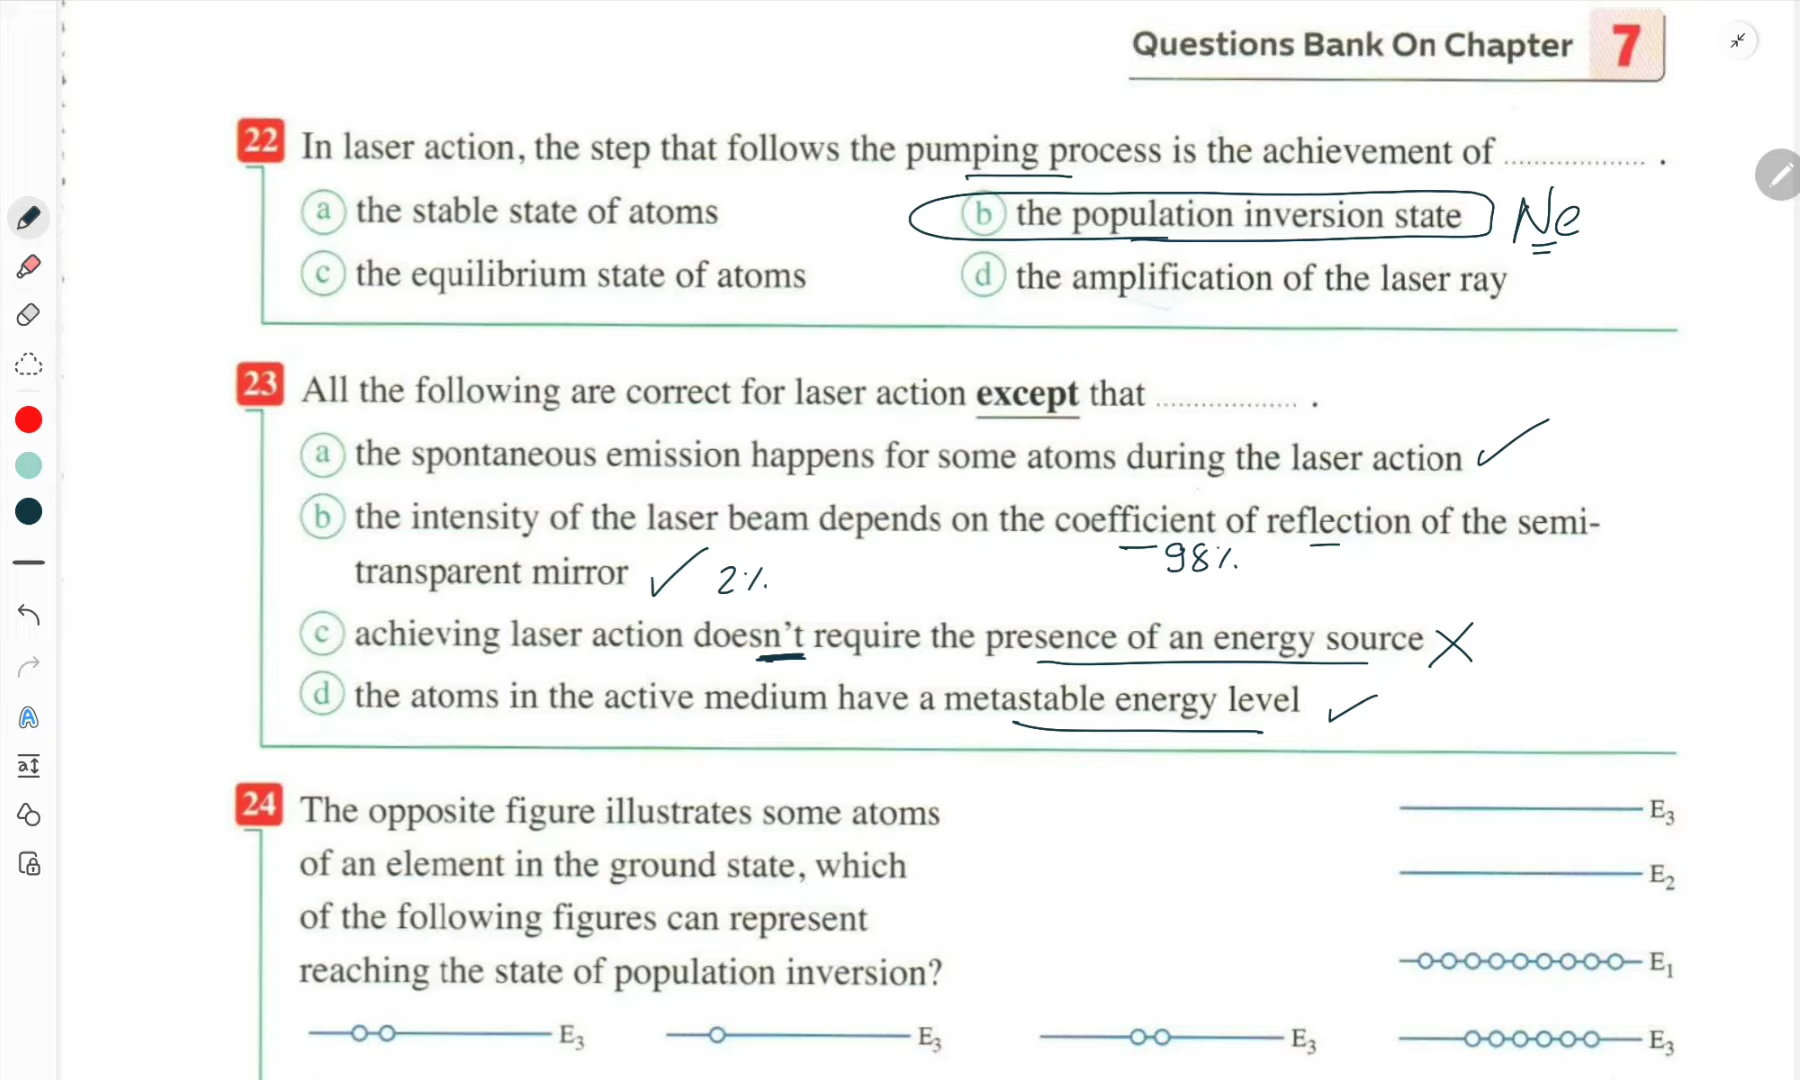 Questions Bank On Chapter 7
22 In laser action, the step that follows the pumping process is the achievement of .................. .
a the stable state of atoms
b the population inversion state Ne
c the equilibrium state of atoms
d the amplification of the laser ray
23 All the following are correct for laser action except that .................. .
a the spontaneous emission happens for some atoms during the laser action
b the intensity of the laser beam depends on the coefficient of reflection of the semi-
98%
transparent mirror 2%
c achieving laser action doesn't require the presence of an energy source
d the atoms in the active medium have a metastable energy level
24 The opposite figure illustrates some atoms
of an element in the ground state, which
of the following figures can represent
reaching the state of population inversion?
E3
E2
E1
E3 E3 E3 E3